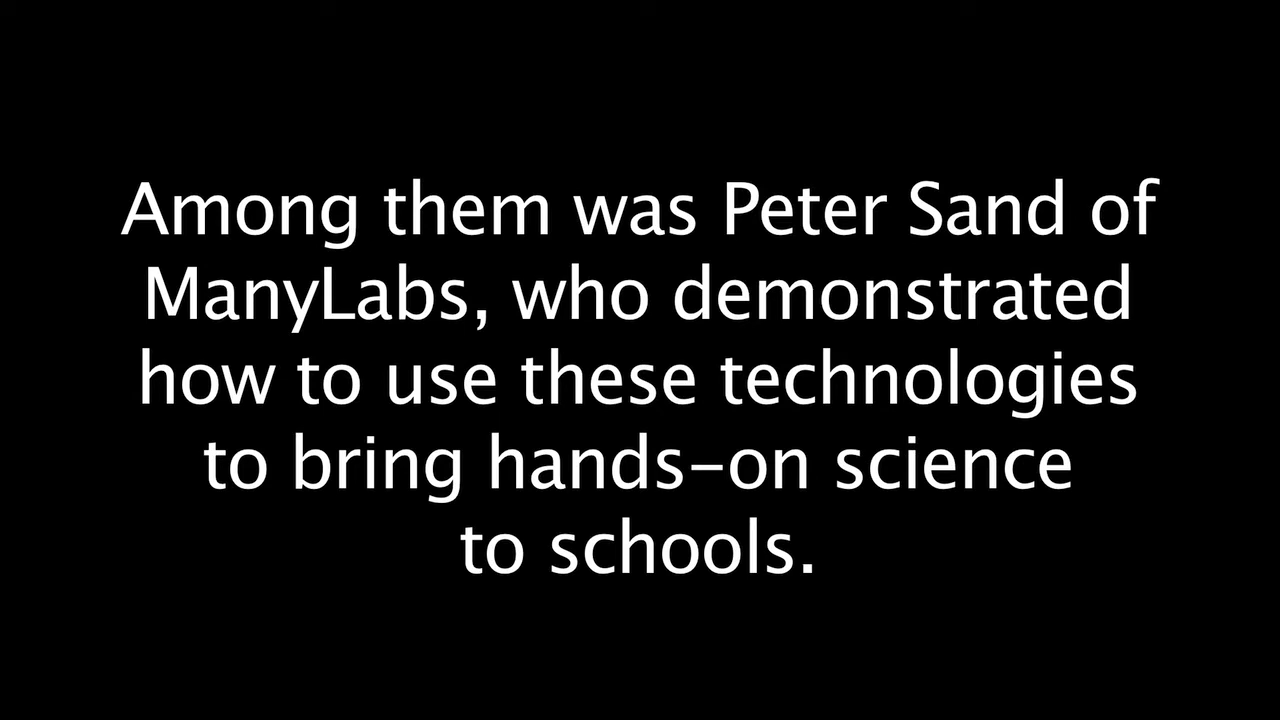 Among them was Peter Sand of
ManyLabs, who demonstrated
how to use these technologies
to bring hands-on science
to schools.